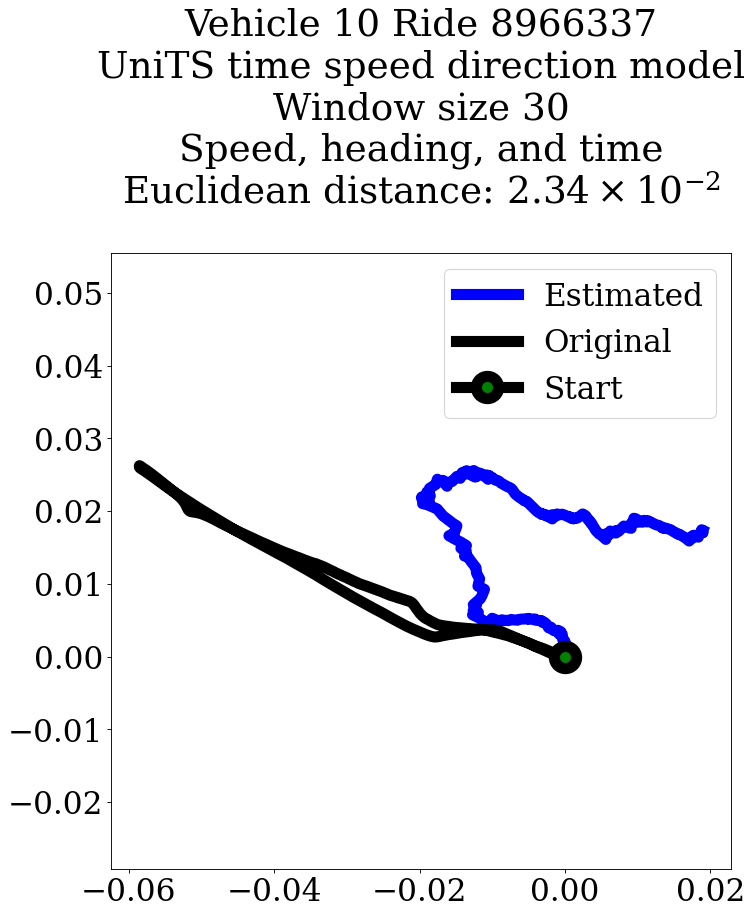 Vehicle 10 Ride 8966337
UniTS time speed direction model
Window size 30
Speed, heading, and time
Euclidean distance: 2.34 × 10⁻²
Estimated
Original
Start
0.05
0.04
0.03
0.02
0.01
0.00
−0.01
−0.02
−0.06 −0.04 −0.02 0.00 0.02